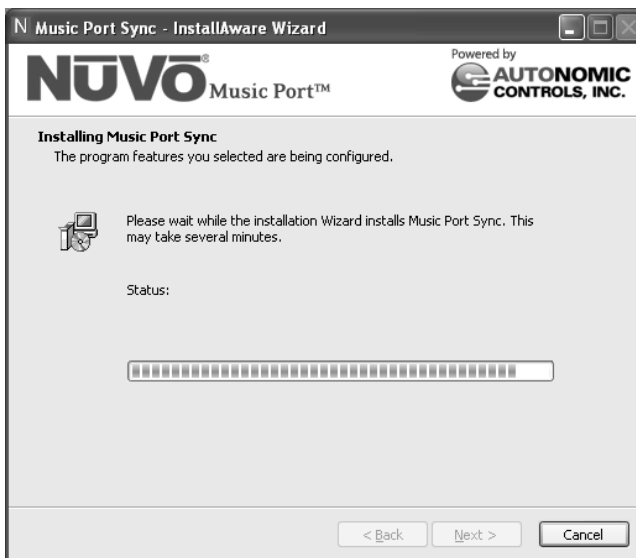 N Music Port Sync - InstallAware Wizard
NŪVŌ® Music Port™
Powered by
AUTONOMIC
CONTROLS, INC.
Installing Music Port Sync
The program features you selected are being configured.
Please wait while the installation Wizard installs Music Port Sync. This
may take several minutes.
Status:
< Back Next > Cancel